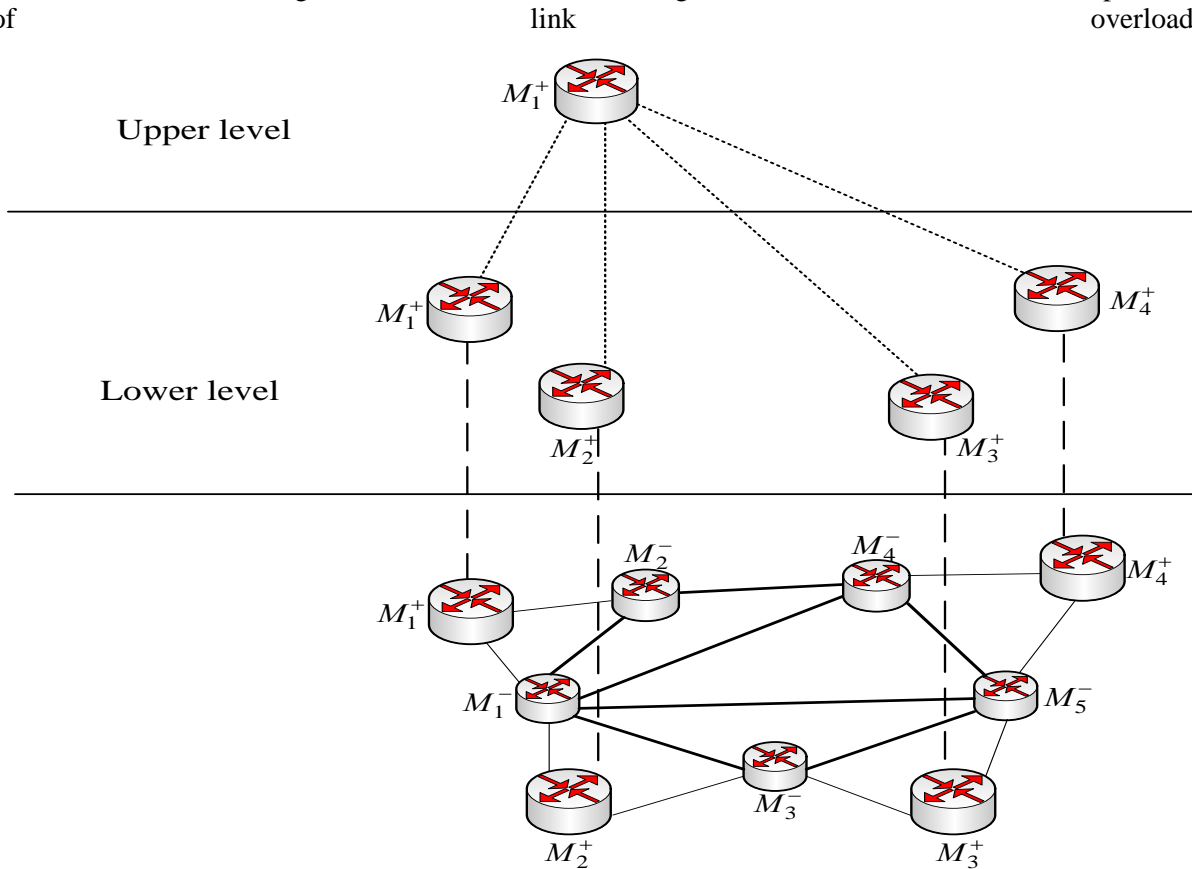 of link overload
M₁⁺
Upper level
M₁⁺
M₄⁺
Lower level
M₂⁺
M₃⁺
M₂⁻
M₄⁻
M₄⁺
M₁⁺
M₁⁻
M₅⁻
M₃⁻
M₂⁺
M₃⁺